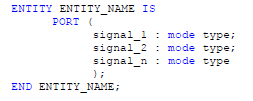 ENTITY ENTITY_NAME IS
PORT (
signal_1 : mode type;
signal_2 : mode type;
signal_n : mode type
);
END ENTITY_NAME;